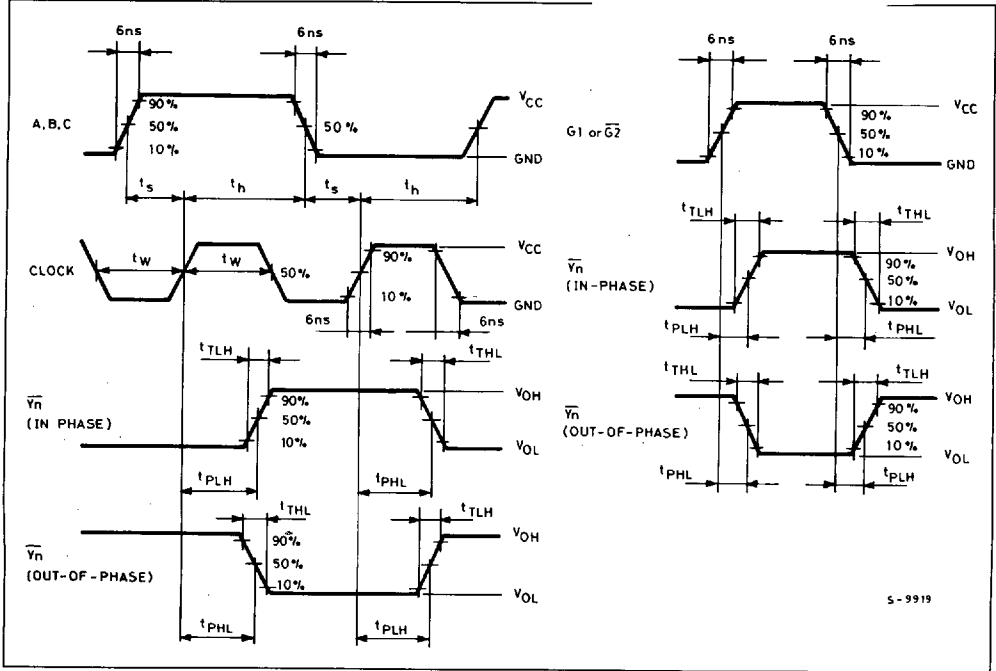 6ns 6ns
A,B,C
90%
50%
10%
50%
VCC
GND
ts th ts th
CLOCK
tW tW
50%
90%
10%
VCC
GND
6ns 6ns
tTLH tTHL
Yn
(IN PHASE)
90%
50%
10%
VOH
VOL
tPLH tPHL
tTHL tTLH
Yn
(OUT-OF-PHASE)
90%
50%
10%
VOH
VOL
tPHL tPLH
6ns 6ns
G1 or G2
VCC
90%
50%
10%
GND
tTLH tTHL
Yn
(IN-PHASE)
VOH
90%
50%
10%
VOL
tPLH tPHL
tTHL tTLH
Yn
(OUT-OF-PHASE)
VOH
90%
50%
10%
VOL
tPHL tPLH
S-9919